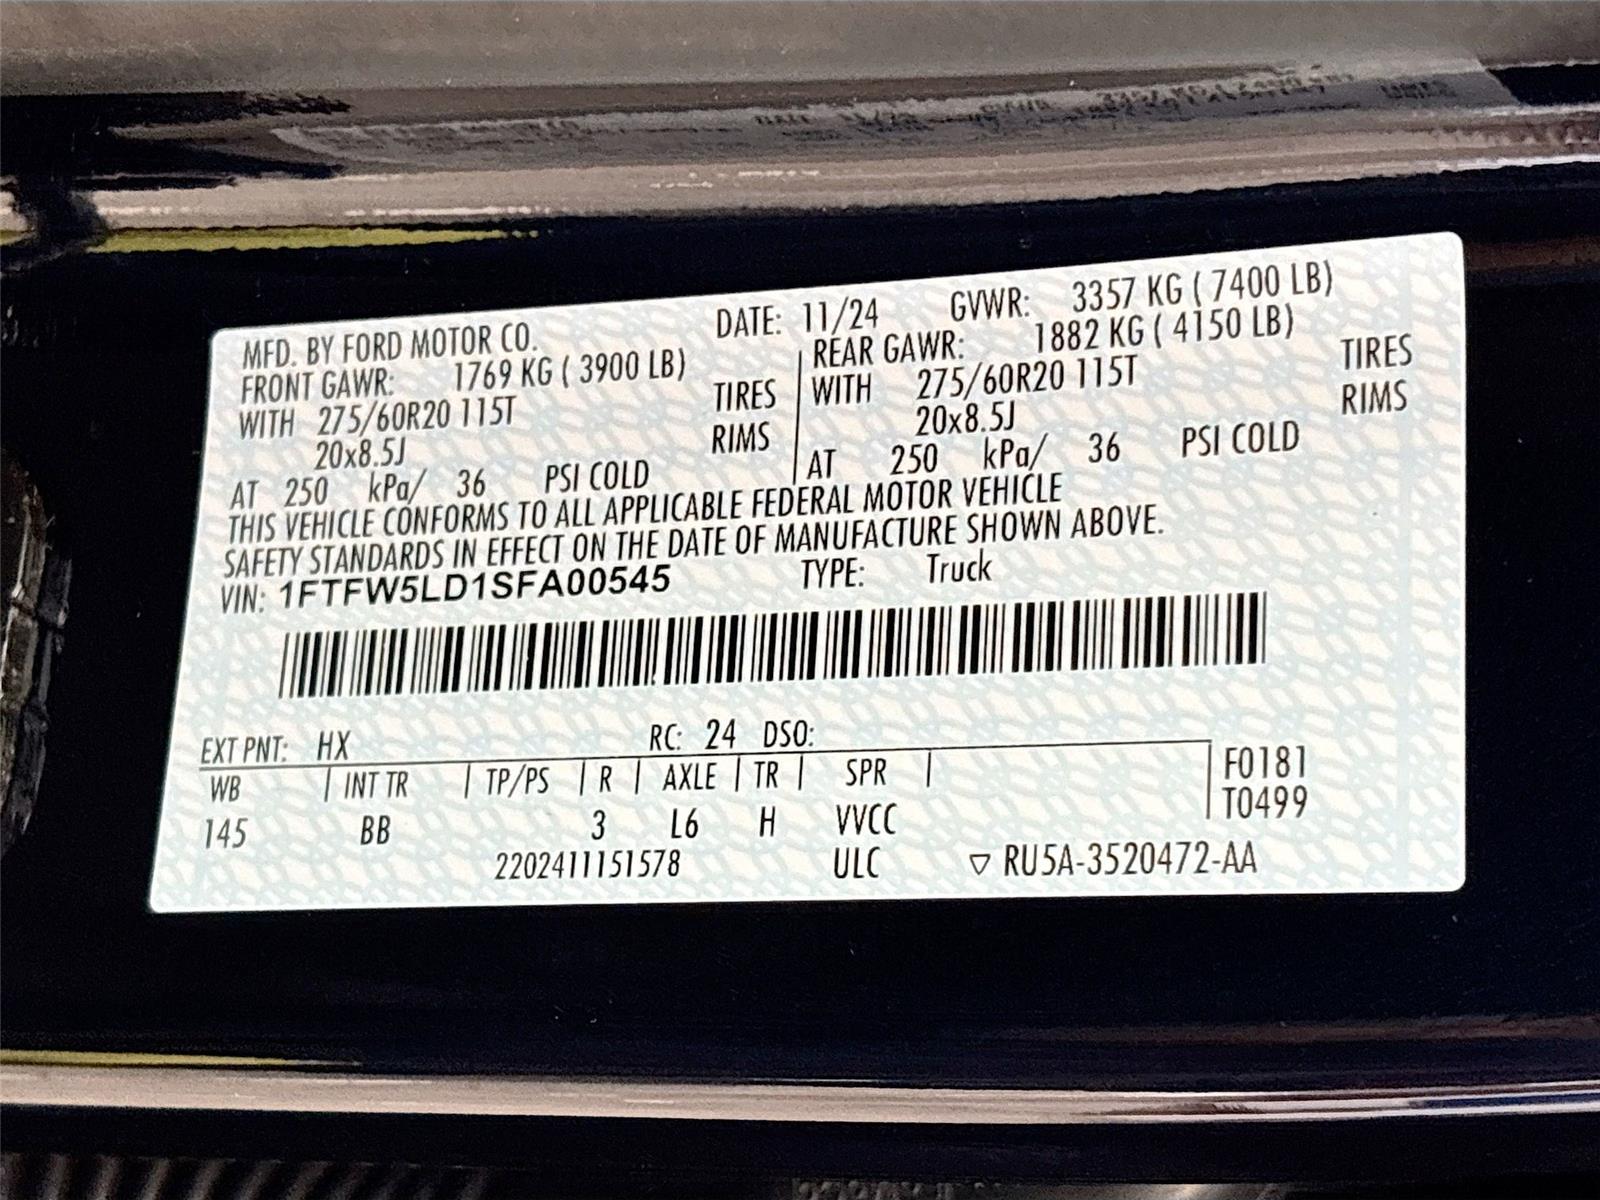 MFD. BY FORD MOTOR CO. DATE: 11/24 GVWR: 3357 KG ( 7400 LB)
FRONT GAWR: 1769 KG ( 3900 LB) REAR GAWR: 1882 KG ( 4150 LB)
WITH 275/60R20 115T TIRES WITH 275/60R20 115T TIRES
20x8.5J RIMS 20x8.5J RIMS
AT 250 kPa/ 36 PSI COLD AT 250 kPa/ 36 PSI COLD
THIS VEHICLE CONFORMS TO ALL APPLICABLE FEDERAL MOTOR VEHICLE
SAFETY STANDARDS IN EFFECT ON THE DATE OF MANUFACTURE SHOWN ABOVE.
VIN: 1FTFW5LD1SFA00545 TYPE: Truck
EXT PNT: HX RC: 24 DSO:
WB INT TR TP/PS R AXLE TR SPR F0181
145 BB 3 L6 H VVCC T0499
2202411151578 ULC ▽ RU5A-3520472-AA